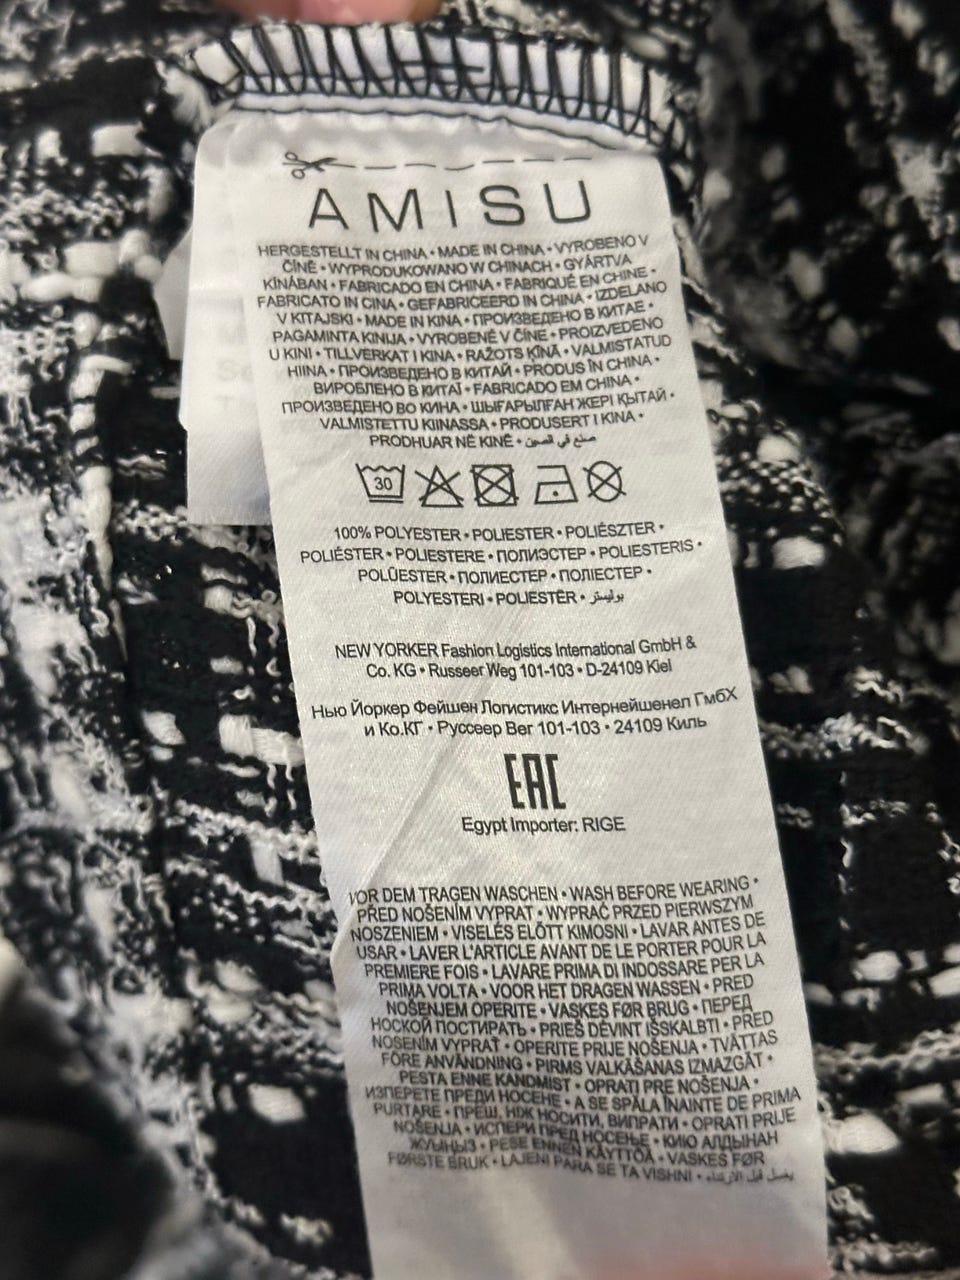 AMISU
HERGESTELLT IN CHINA • MADE IN CHINA • VYROBENO V
ČÍNĚ • WYPRODUKOWANO W CHINACH • GYÁRTVA
KÍNÁBAN • FABRICADO EN CHINA • FABRIQUÉ EN CHINE •
FABRICATO IN CINA • GEFABRICEERD IN CHINA • IZDELANO
V KITAJSKI • MADE IN KINA • ПРОИЗВЕДЕНО В КИТАЕ •
PAGAMINTA KINIJA • VYROBENÉ V ČÍNE • PROIZVEDENO
U KINI • TILLVERKAT I KINA • RAŽOTS ĶĪNĀ • VALMISTATUD
HIINA • ПРОИЗВЕДЕНО В КИТАЙ • PRODUS ÎN CHINA •
ВИРОБЛЕНО В КИТАЇ • FABRICADO EM CHINA •
ПРОИЗВЕДЕНО ВО КИНА • ШЫҒАРЫЛҒАН ЖЕРІ ҚЫТАЙ •
VALMISTETTU KIINASSA • PRODUSERT I KINA •
PRODHUAR NË KINË • صنع في الصين
30
100% POLYESTER • POLIESTER • POLIÉSZTER •
POLIÉSTER • POLIESTERE • ПОЛИЭСТЕР • POLIESTERIS •
POLÜESTER • ПОЛИЕСТЕР • ПОЛІЕСТЕР •
POLYESTERI • POLIESTËR • بوليستر
NEW YORKER Fashion Logistics International GmbH &
Co. KG • Russeer Weg 101-103 • D-24109 Kiel
Нью Йоркер Фейшен Логистикс Интернейшенел ГмбХ
и Ко.КГ • Руссеер Вег 101-103 • 24109 Киль
EAC
Egypt Importer: RIGE
VOR DEM TRAGEN WASCHEN • WASH BEFORE WEARING •
PŘED NOŠENÍM VYPRAT • WYPRAĆ PRZED PIERWSZYM
NOSZENIEM • VISELÉS ELŐTT KIMOSNI • LAVAR ANTES DE
USAR • LAVER L'ARTICLE AVANT DE LE PORTER POUR LA
PREMIERE FOIS • LAVARE PRIMA DI INDOSSARE PER LA
PRIMA VOLTA • VOOR HET DRAGEN WASSEN • PRED
NOŠENJEM OPERITE • VASKES FØR BRUG • ПЕРЕД
НОСКОЙ ПОСТИРАТЬ • PRIEŠ DĖVINT IŠSKALBTI • PRED
NOSENÍM VYPRAŤ • OPERITE PRIJE NOŠENJA • TVÄTTAS
FÖRE ANVÄNDNING • PIRMS VALKĀŠANAS IZMAZGĀT •
PESTA ENNE KANDMIST • OPRATI PRE NOŠENJA •
ИЗПЕРЕТЕ ПРЕДИ НОСЕНЕ • A SE SPĂLA ÎNAINTE DE PRIMA
PURTARE • ПРЕШ, НІЖ НОСИТИ, ВИПРАТИ • OPRATI PRIJE
NOŠENJA • ИСПЕРИ ПРЕД НОСЕЊЕ • КИЮ АЛДЫНАН
ЖУЫҢЫЗ • PESE ENNEN KÄYTTÖÄ • VASKES FØR
FØRSTE BRUK • LAJENI PARA SE TA VISHNI • يغسل قبل الارتداء